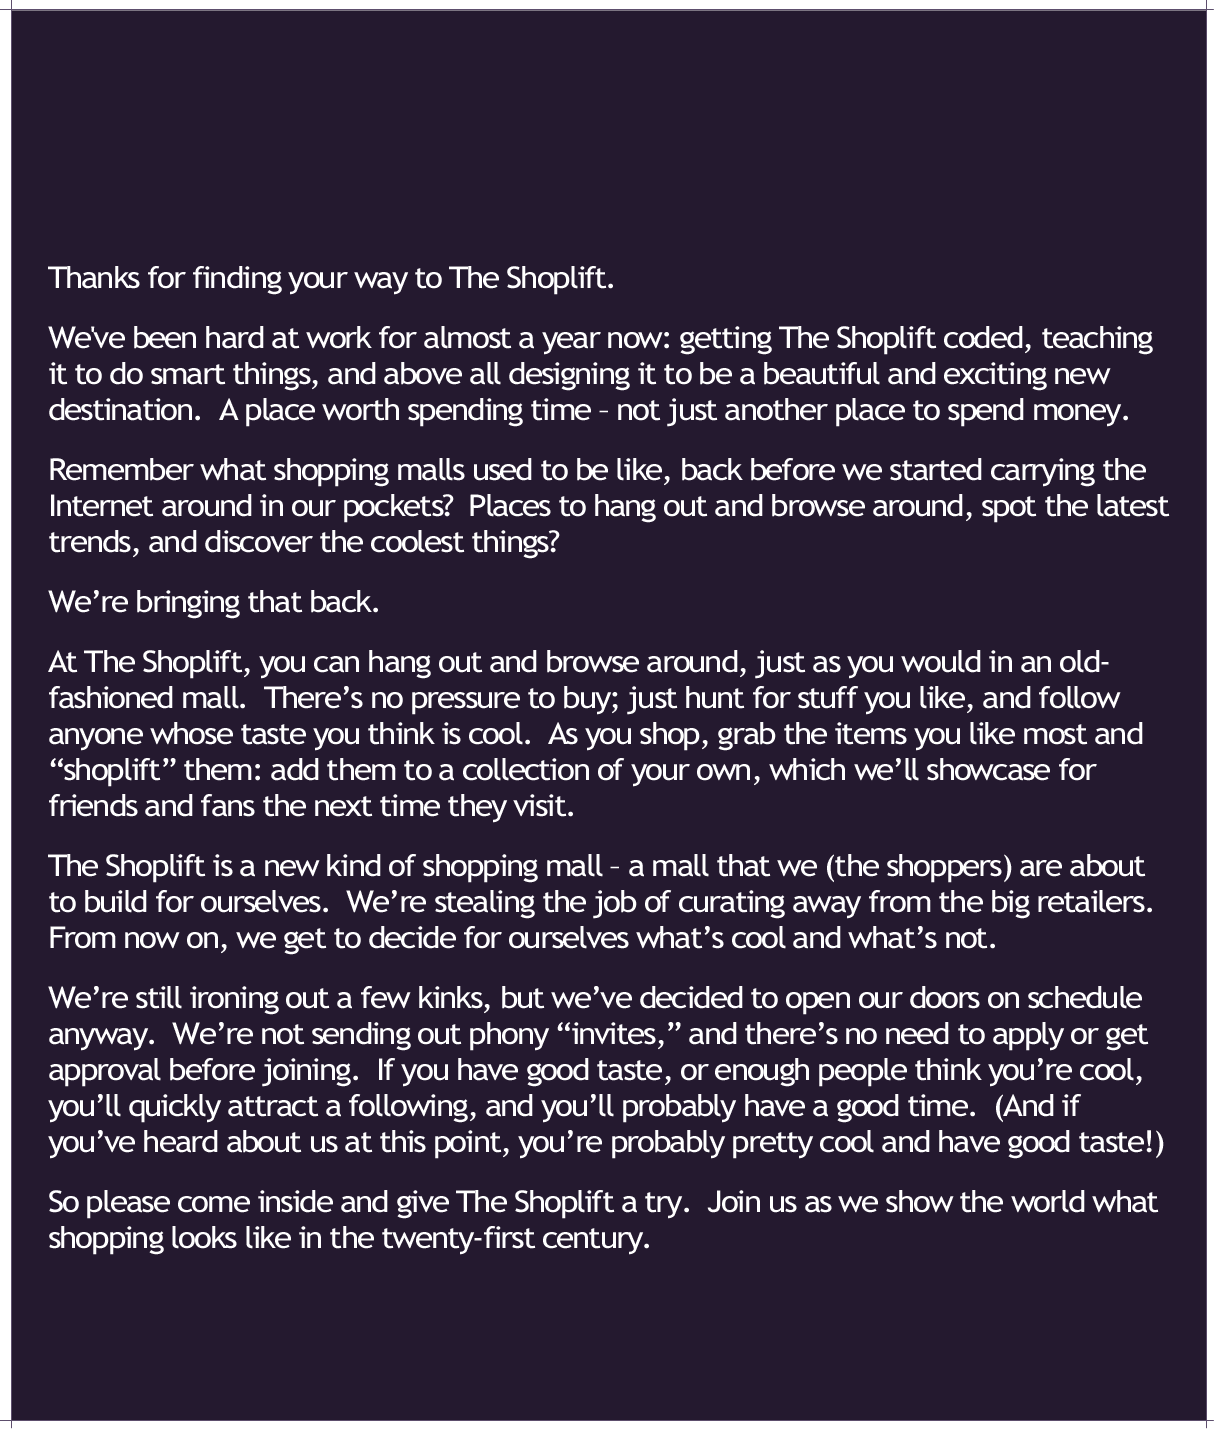 Thanks for finding your way to The Shoplift.
We've been hard at work for almost a year now: getting The Shoplift coded, teaching
it to do smart things, and above all designing it to be a beautiful and exciting new
destination.  A place worth spending time – not just another place to spend money.
Remember what shopping malls used to be like, back before we started carrying the
Internet around in our pockets?  Places to hang out and browse around, spot the latest
trends, and discover the coolest things?
We’re bringing that back.
At The Shoplift, you can hang out and browse around, just as you would in an old-
fashioned mall.  There’s no pressure to buy; just hunt for stuff you like, and follow
anyone whose taste you think is cool.  As you shop, grab the items you like most and
“shoplift” them: add them to a collection of your own, which we’ll showcase for
friends and fans the next time they visit.
The Shoplift is a new kind of shopping mall – a mall that we (the shoppers) are about
to build for ourselves.  We’re stealing the job of curating away from the big retailers.
From now on, we get to decide for ourselves what’s cool and what’s not.
We’re still ironing out a few kinks, but we’ve decided to open our doors on schedule
anyway.  We’re not sending out phony “invites,” and there’s no need to apply or get
approval before joining.  If you have good taste, or enough people think you’re cool,
you’ll quickly attract a following, and you’ll probably have a good time.  (And if
you’ve heard about us at this point, you’re probably pretty cool and have good taste!)
So please come inside and give The Shoplift a try.  Join us as we show the world what
shopping looks like in the twenty-first century.